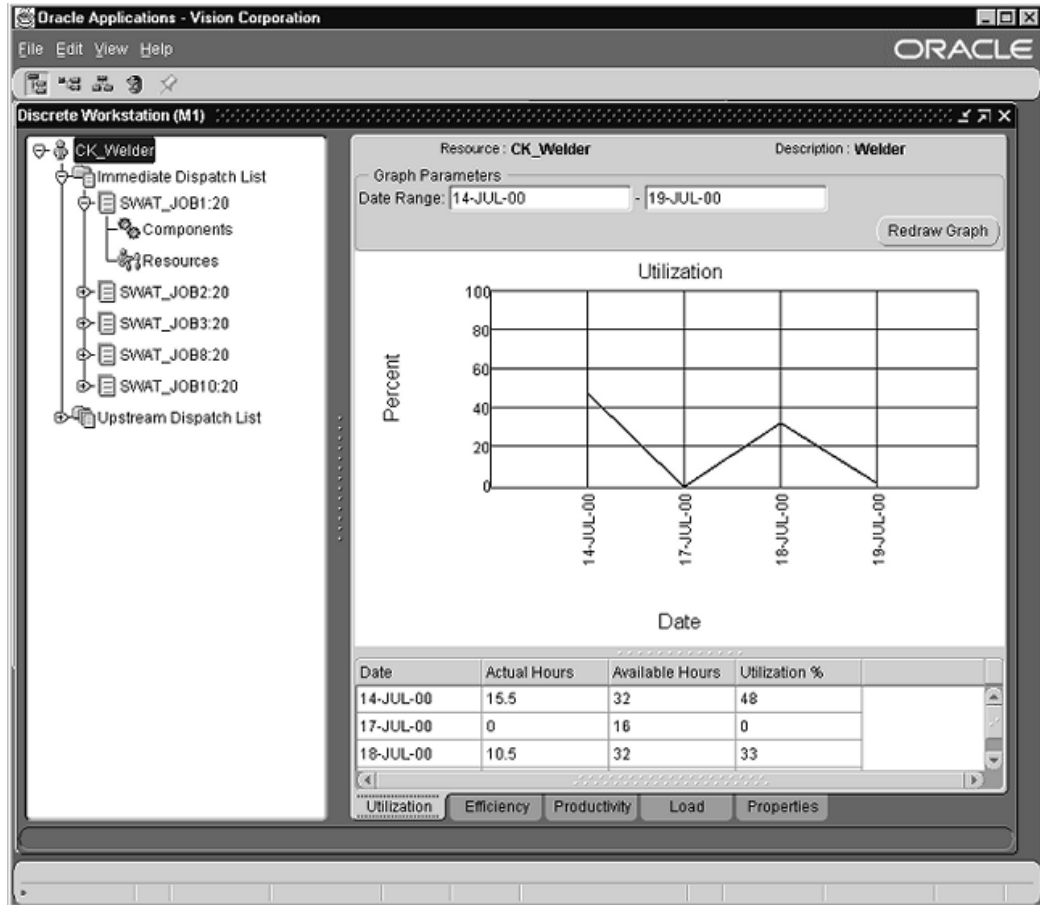 Oracle Applications - Vision Corporation
File Edit View Help
ORACLE
Discrete Workstation (M1)
CK_Welder
Immediate Dispatch List
SWAT_JOB1:20
Components
Resources
SWAT_JOB2:20
SWAT_JOB3:20
SWAT_JOB8:20
SWAT_JOB10:20
Upstream Dispatch List
Resource : CK_Welder Description : Welder
Graph Parameters
Date Range: 14-JUL-00 - 19-JUL-00
Redraw Graph
Utilization
Percent
100
80
60
40
20
0
14-JUL-00 17-JUL-00 18-JUL-00 19-JUL-00
Date
Date Actual Hours Available Hours Utilization %
14-JUL-00 15.5 32 48
17-JUL-00 0 16 0
18-JUL-00 10.5 32 33
Utilization Efficiency Productivity Load Properties